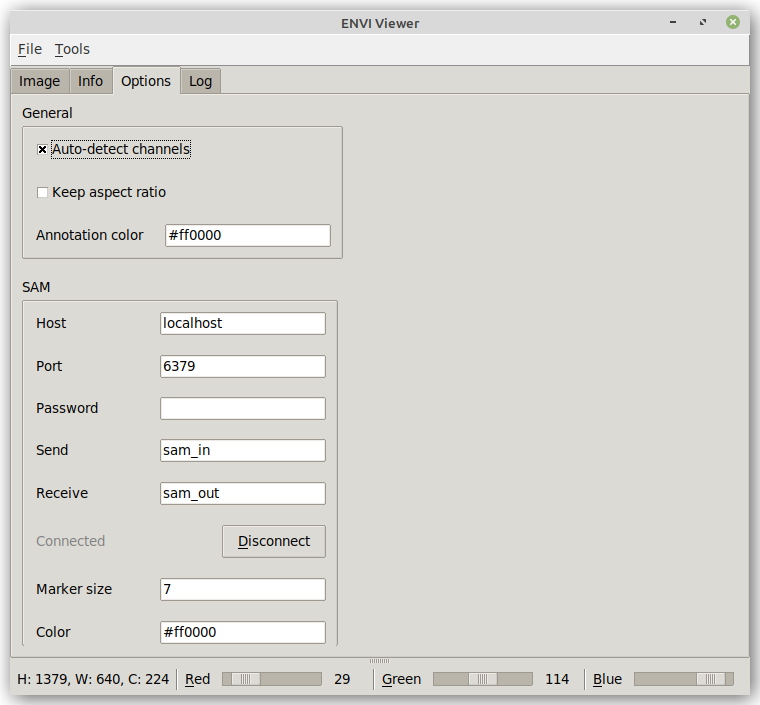 ENVI Viewer
File Tools
Image Info Options Log
General
Auto-detect channels
Keep aspect ratio
Annotation color #ff0000
SAM
Host localhost
Port 6379
Password
Send sam_in
Receive sam_out
Connected Disconnect
Marker size 7
Color #ff0000
H: 1379, W: 640, C: 224 Red 29 Green 114 Blue